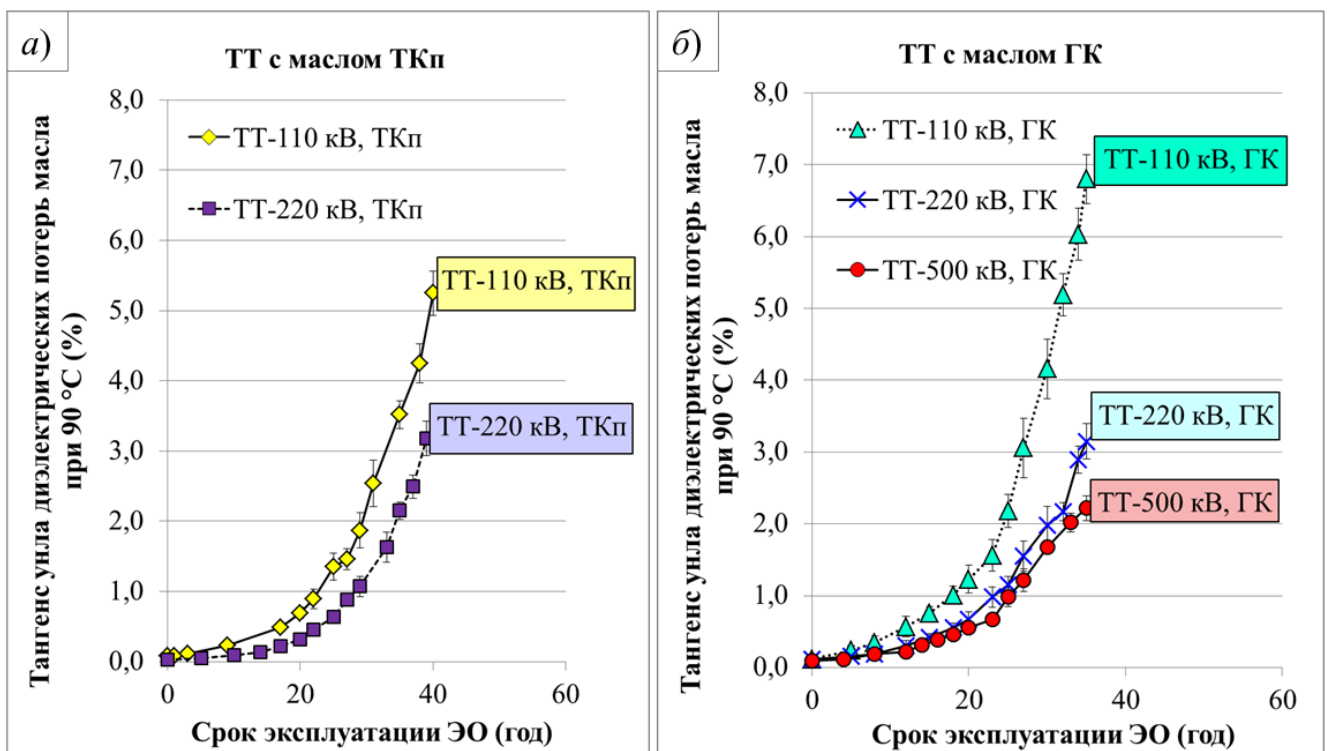 а)
ТТ с маслом ТКп
8,0
7,0
6,0
5,0
4,0
3,0
2,0
1,0
0,0
ТТ-110 кВ, ТКп
ТТ-220 кВ, ТКп
ТТ-110 кВ, ТКп
ТТ-220 кВ, ТКп
Тангенс унла диэлектрических потерь масла
при 90 °С (%)
0
20
40
60
Срок эксплуатации ЭО (год)
б)
ТТ с маслом ГК
8,0
7,0
6,0
5,0
4,0
3,0
2,0
1,0
0,0
ТТ-110 кВ, ГК
ТТ-220 кВ, ГК
ТТ-500 кВ, ГК
ТТ-110 кВ, ГК
ТТ-220 кВ, ГК
ТТ-500 кВ, ГК
Тангенс унла диэлектрических потерь масла
при 90 °С (%)
0
20
40
60
Срок эксплуатации ЭО (год)